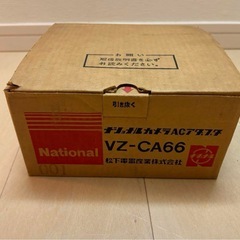 お願い
取扱説明書を必ず
お読みください。
引き抜く
National
ナショナルカメラACアダプタ
VZ-CA66
松下電器産業株式会社